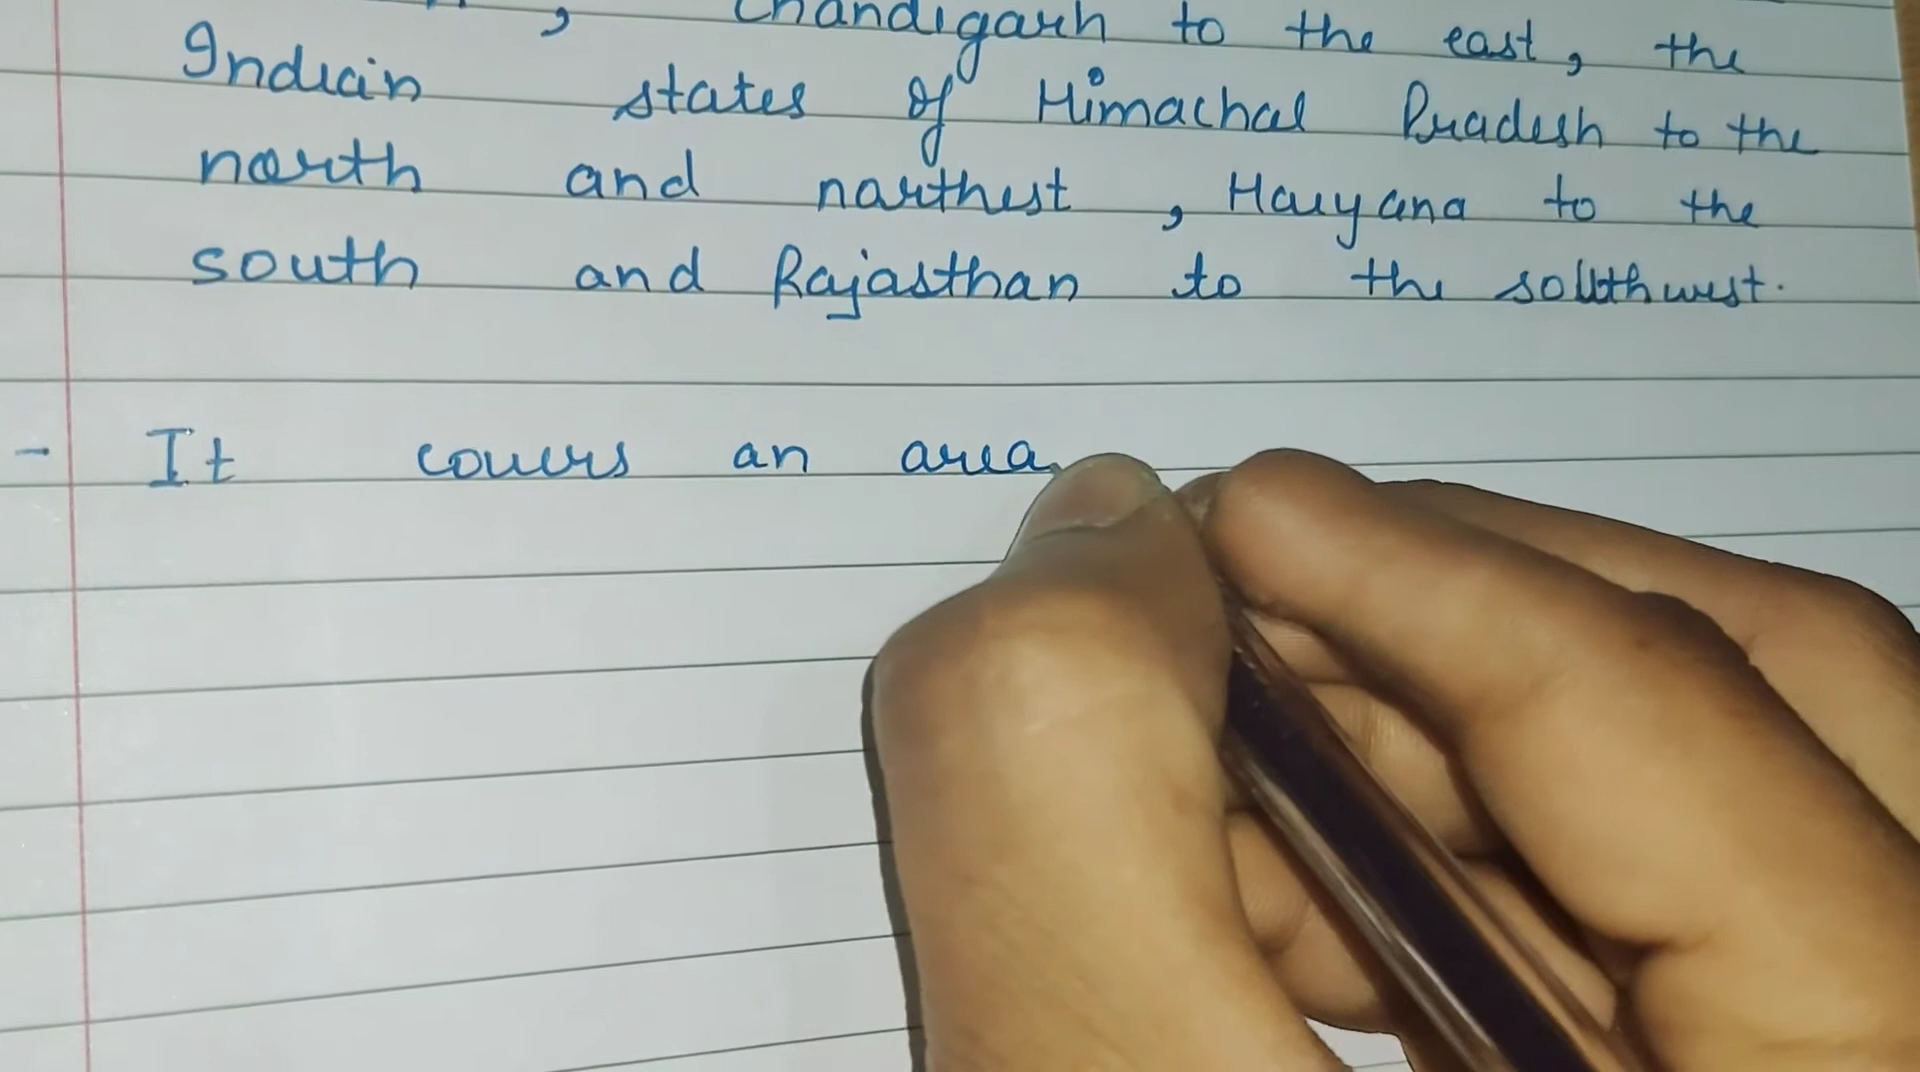 , Chandigarh to the east, the
Indian states of Himachal Pradesh to the
north and northest, Haryana to the
south and Rajasthan to the southwest.
- It covers an area